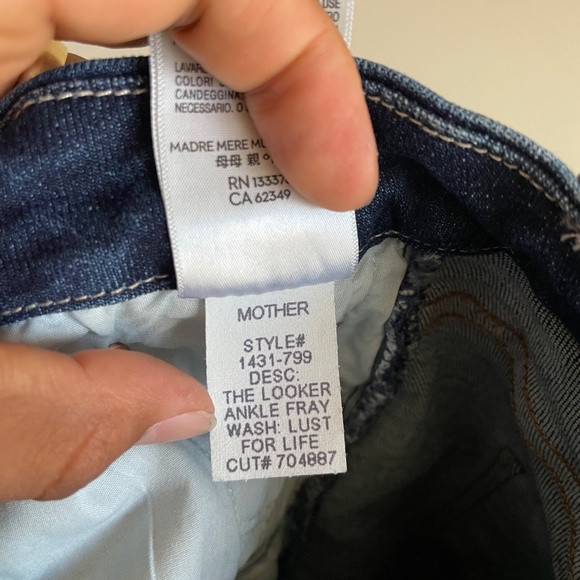 USE
LAVARE
COLORI
CANDEGGINA
NECESSARIO.
MADRE MERE
母母 親
RN 13337
CA 62349
MOTHER
STYLE#
1431-799
DESC:
THE LOOKER
ANKLE FRAY
WASH: LUST
FOR LIFE
CUT# 704887